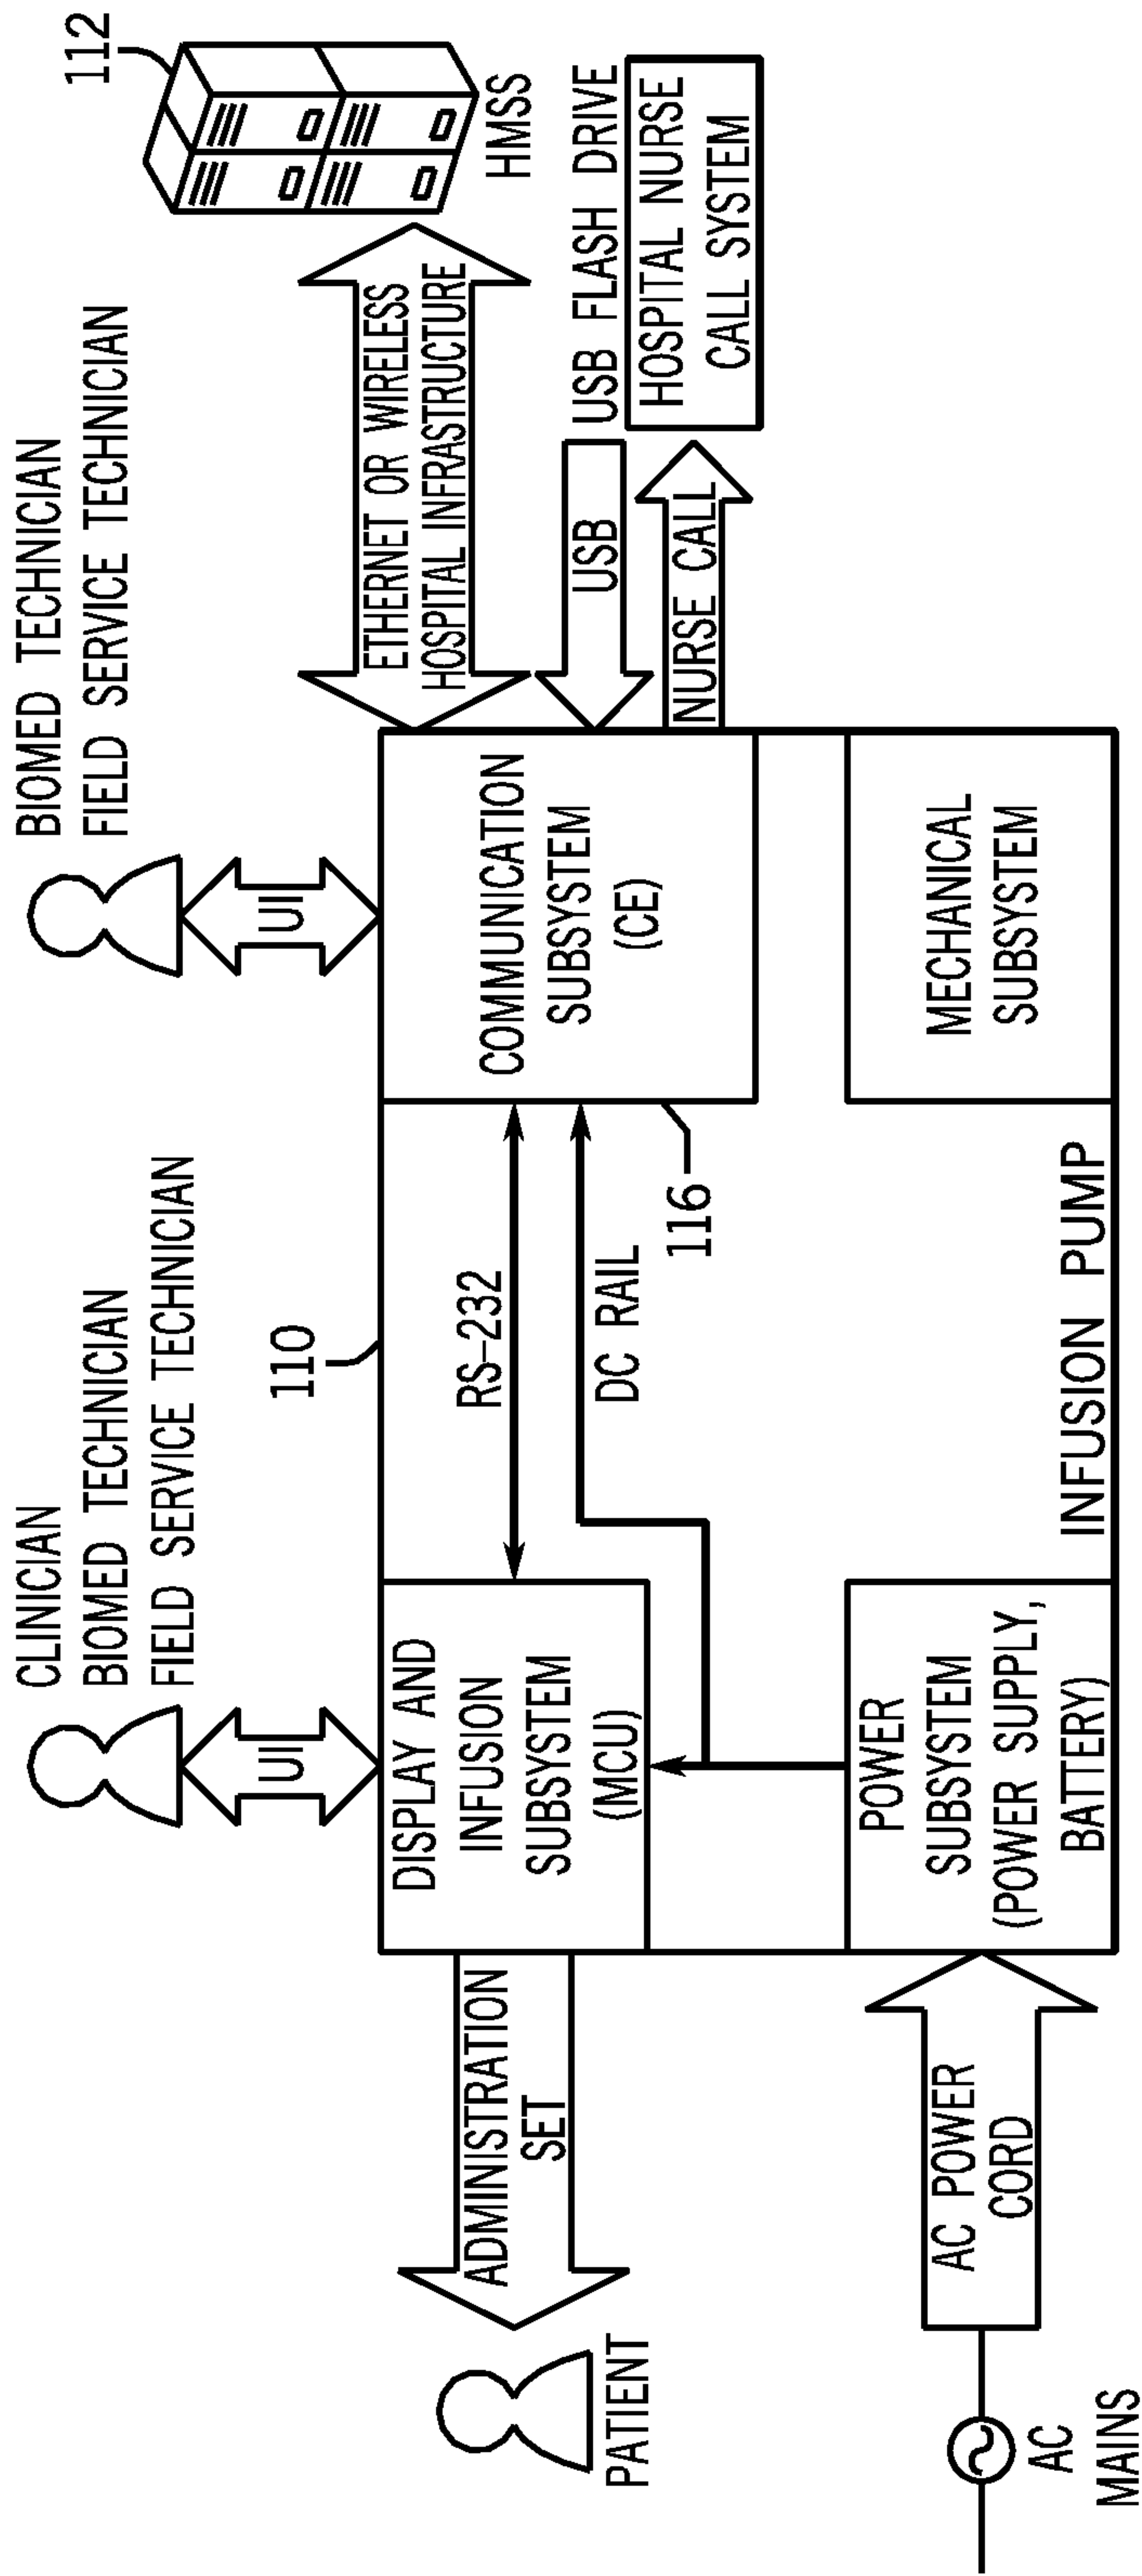 CLINICIAN
BIOMED TECHNICIAN
FIELD SERVICE TECHNICIAN
BIOMED TECHNICIAN
FIELD SERVICE TECHNICIAN
112
UI
UI
HMSS
110
ETHERNET OR WIRELESS
HOSPITAL INFRASTRUCTURE
PATIENT
ADMINISTRATION
SET
DISPLAY AND
INFUSION
SUBSYSTEM
(MCU)
RS-232
DC RAIL
116
COMMUNICATION
SUBSYSTEM
(CE)
USB
USB FLASH DRIVE
NURSE CALL
HOSPITAL NURSE
CALL SYSTEM
AC
MAINS
AC POWER
CORD
POWER
SUBSYSTEM
(POWER SUPPLY,
BATTERY)
INFUSION PUMP
MECHANICAL
SUBSYSTEM